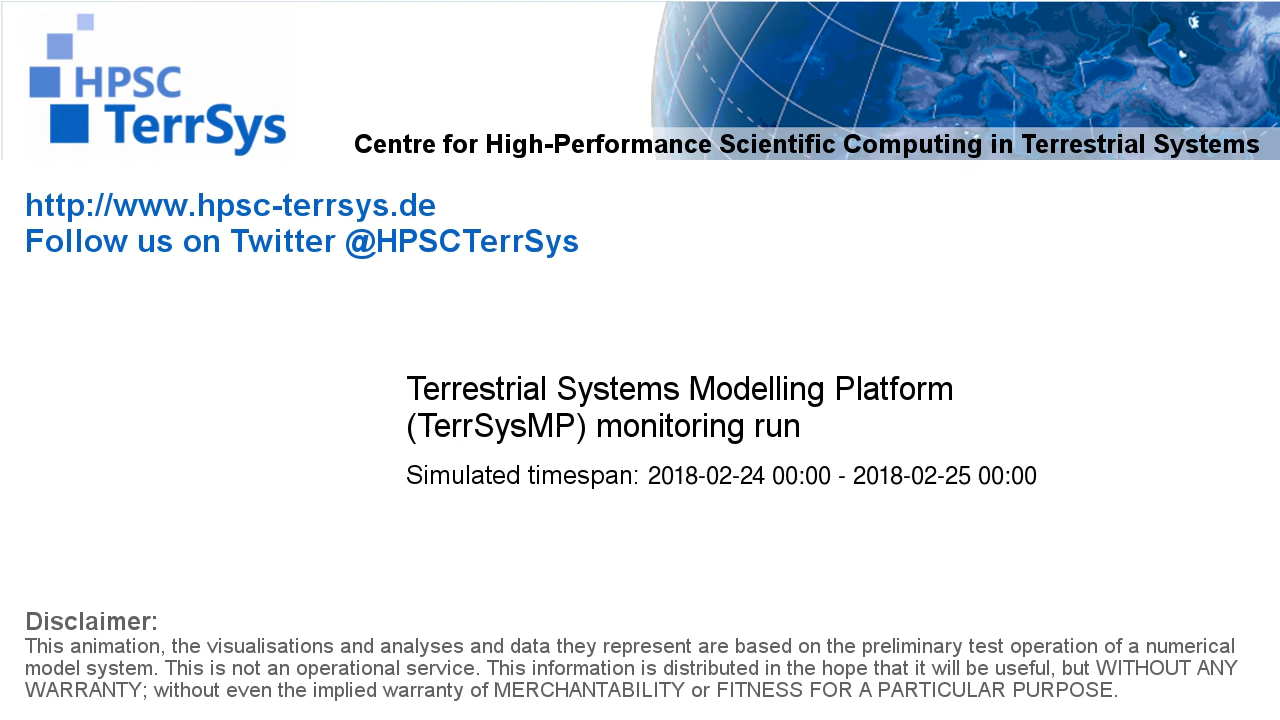 HPSC
TerrSys
Centre for High-Performance Scientific Computing in Terrestrial Systems
http://www.hpsc-terrsys.de
Follow us on Twitter @HPSCTerrSys
Terrestrial Systems Modelling Platform
(TerrSysMP) monitoring run
Simulated timespan: 2018-02-24 00:00 - 2018-02-25 00:00
Disclaimer:
This animation, the visualisations and analyses and data they represent are based on the preliminary test operation of a numerical
model system. This is not an operational service. This information is distributed in the hope that it will be useful, but WITHOUT ANY
WARRANTY; without even the implied warranty of MERCHANTABILITY or FITNESS FOR A PARTICULAR PURPOSE.